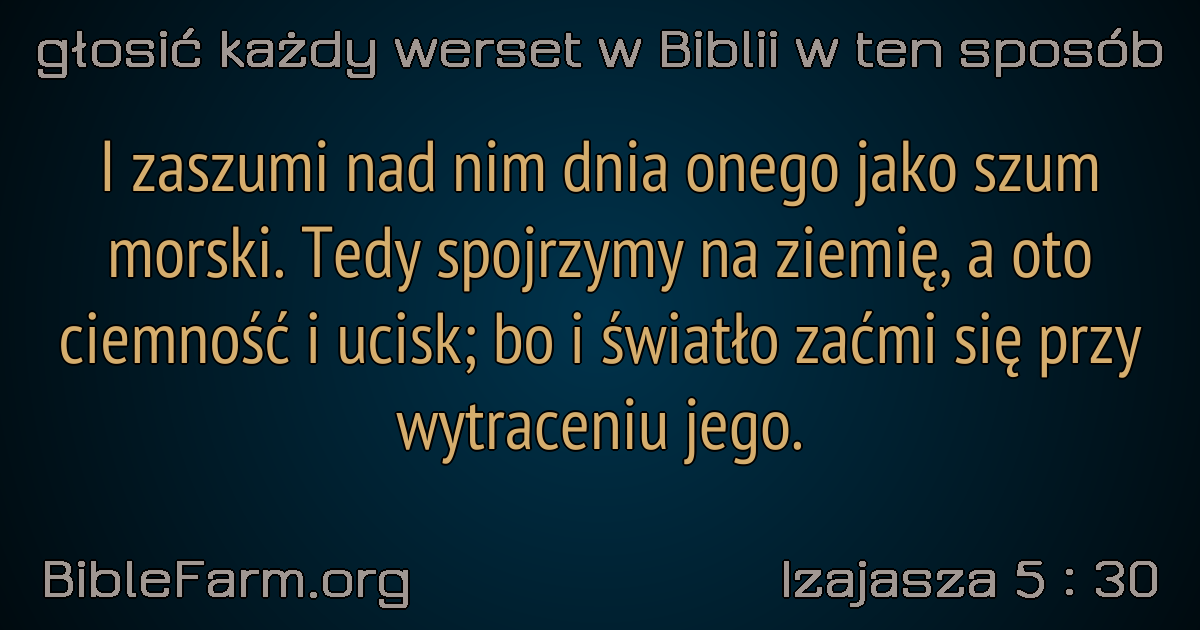 głosić każdy werset w Biblii w ten sposób
I zaszumi nad nim dnia onego jako szum
morski. Tedy spojrzymy na ziemię, a oto
ciemność i ucisk; bo i światło zaćmi się przy
wytraceniu jego.
BibleFarm.org
Izajasza 5 : 30